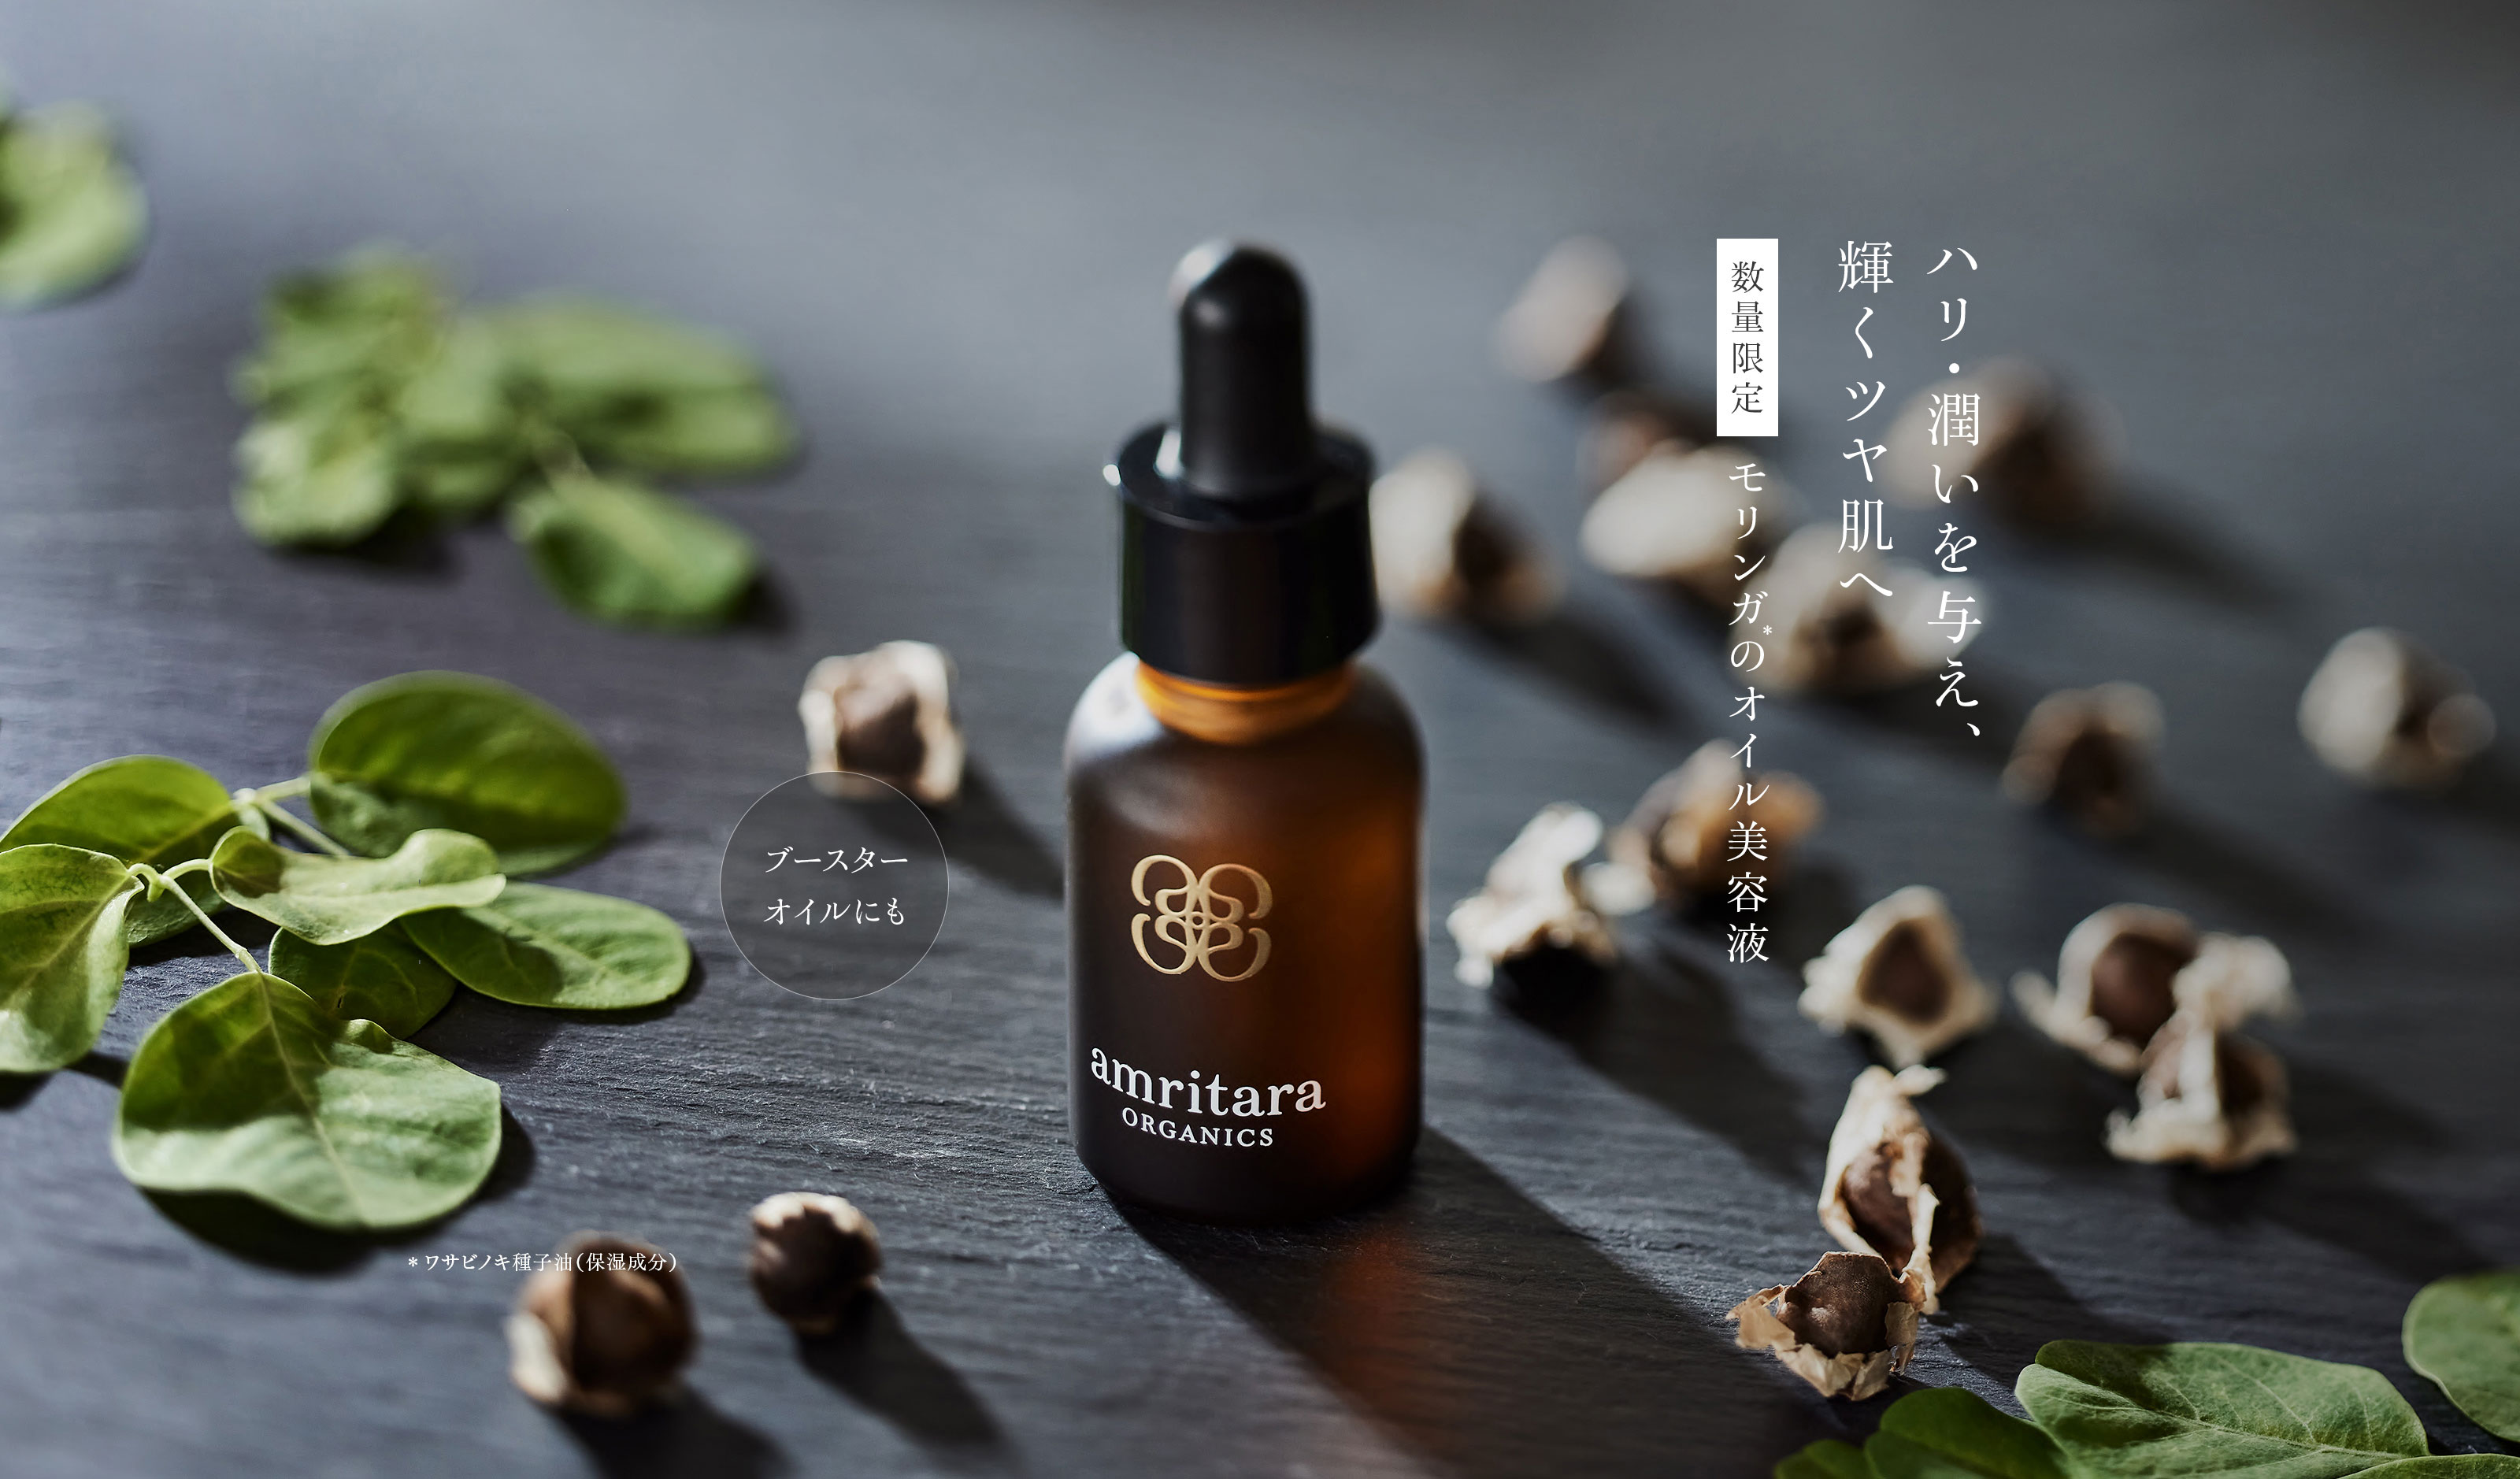 ハリ・潤いを与え、
輝くツヤ肌へ
数量限定
モリンガ*のオイル美容液
ブースター
オイルにも
amritara
ORGANICS
*ワサビノキ種子油(保湿成分)